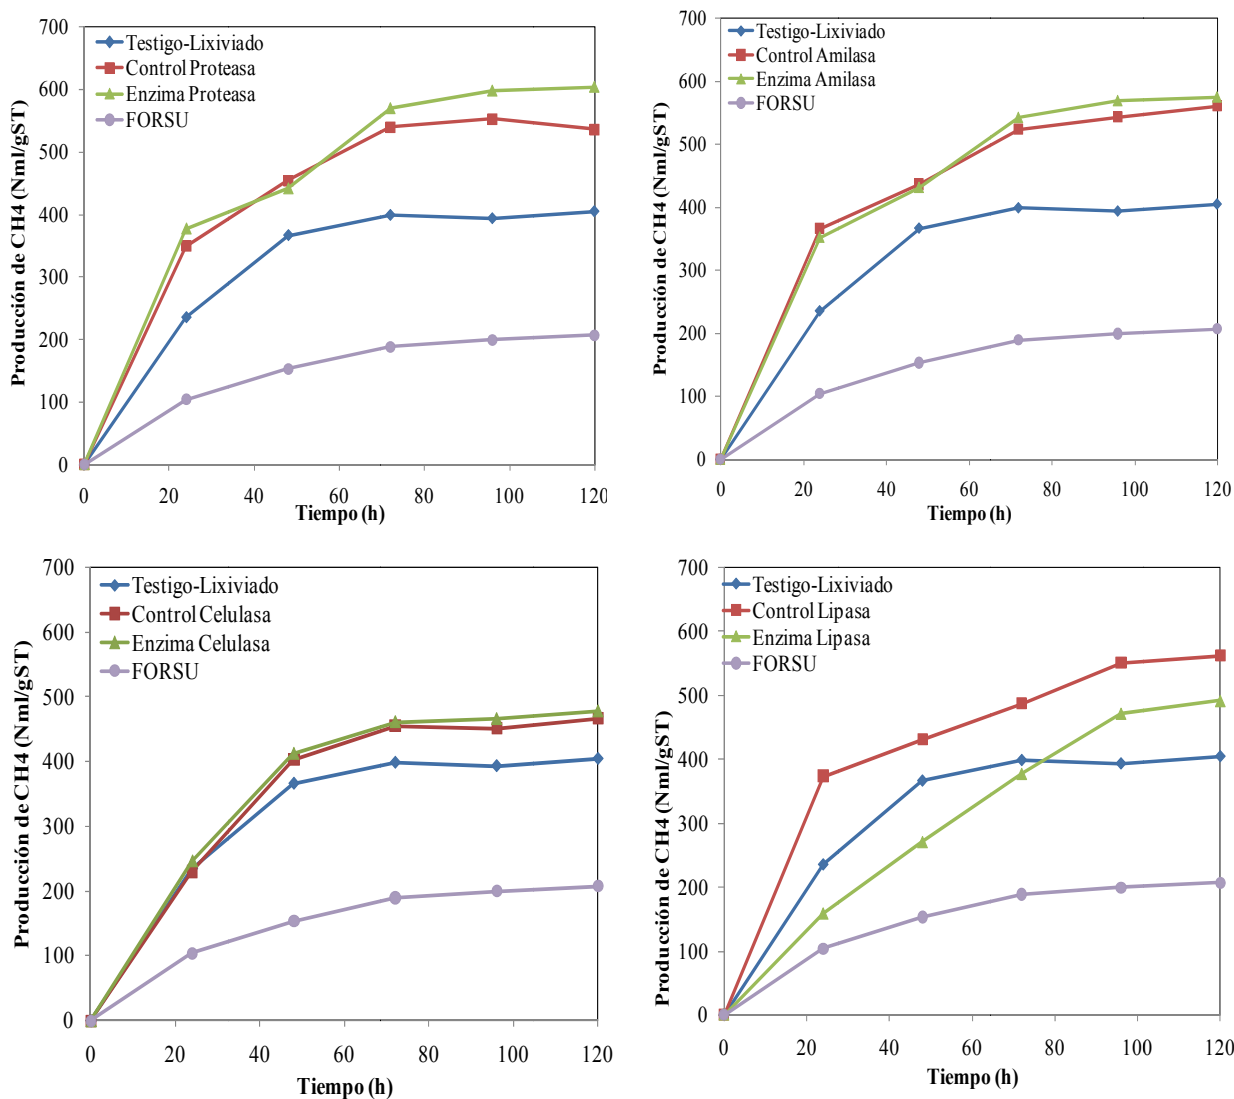 700
600
500
400
300
200
100
0
Producción de CH4 (Nml/gST)
Testigo-Lixiviado
Control Proteasa
Enzima Proteasa
FORSU
0 20 40 60 80 100 120
Tiempo (h)
700
600
500
400
300
200
100
0
Producción de CH4 (Nml/gST)
Testigo-Lixiviado
Control Amilasa
Enzima Amilasa
FORSU
0 20 40 60 80 100 120
Tiempo (h)
700
600
500
400
300
200
100
0
Producción de CH4 (Nml/gST)
Testigo-Lixiviado
Control Celulasa
Enzima Celulasa
FORSU
0 20 40 60 80 100 120
Tiempo (h)
700
600
500
400
300
200
100
0
Producción de CH4 (Nml/gST)
Testigo-Lixiviado
Control Lipasa
Enzima Lipasa
FORSU
0 20 40 60 80 100 120
Tiempo (h)